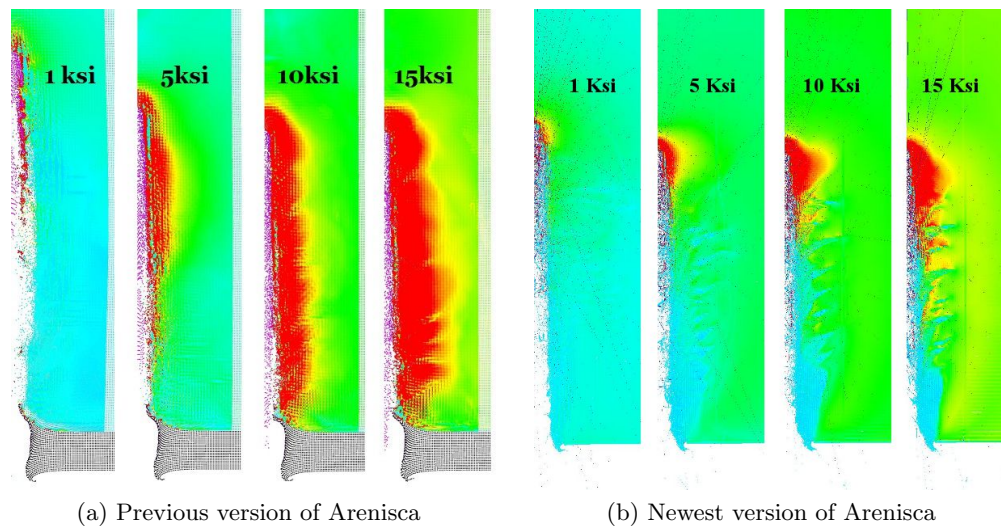 1 ksi
5ksi
10ksi
15ksi
1 Ksi
5 Ksi
10 Ksi
15 Ksi
(a) Previous version of Arenisca
(b) Newest version of Arenisca